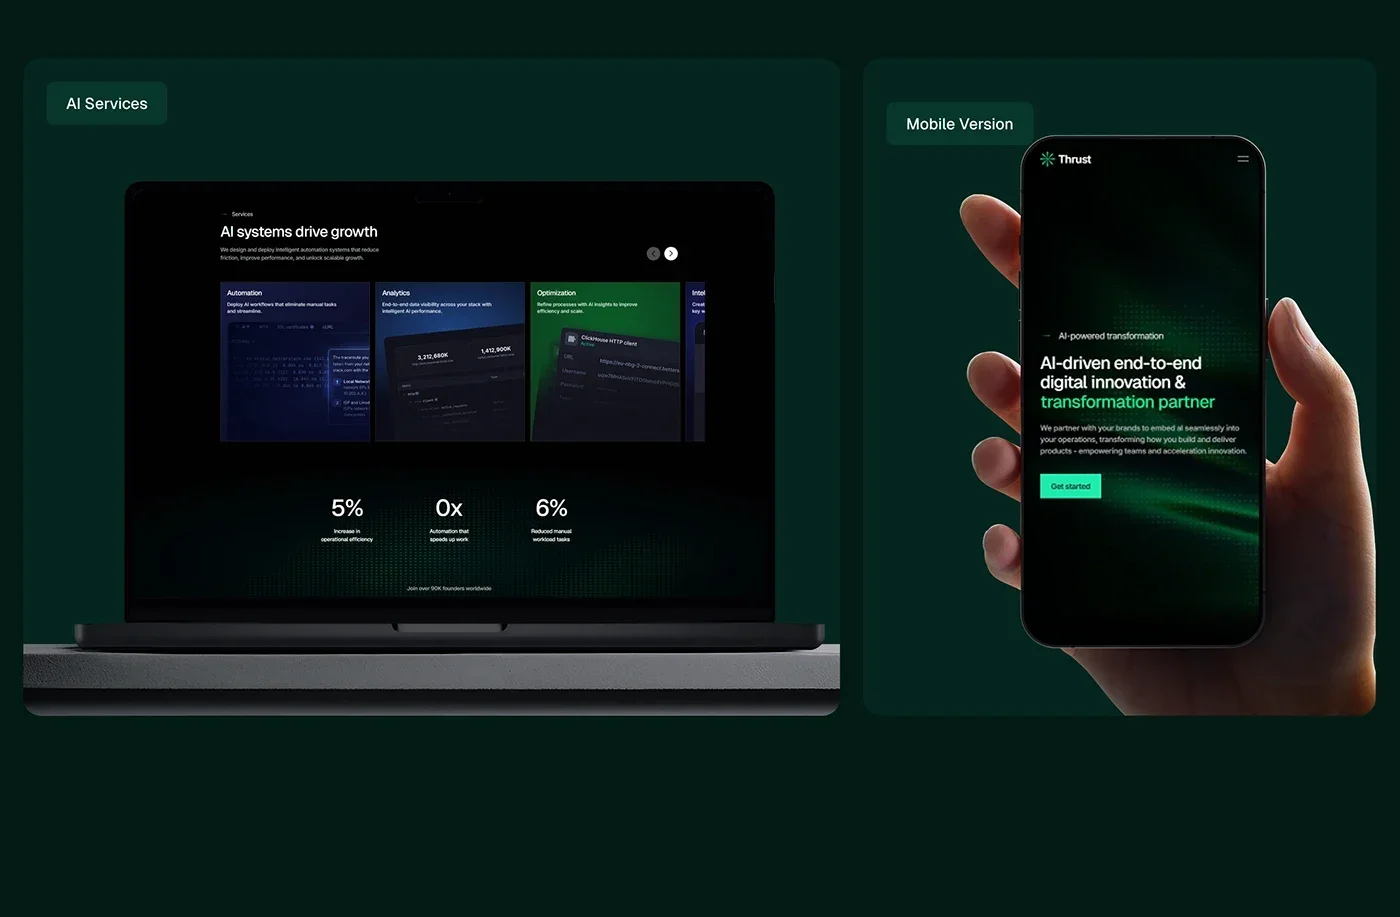 AI Services
Services
AI systems drive growth
We design and deploy intelligent automation systems that reduce
friction, improve performance, and unlock scalable growth.
Automation
Deploy AI workflows that eliminate manual tasks
and streamline.
Analytics
End-to-end data visibility across your stack with
intelligent AI performance.
3,212,680K
1,412,900K
Optimization
Refine processes with AI insights to improve
efficiency and scale.
ClickHouse HTTP client
Active
URL
Username
Password
5%
Increase in
operational efficiency
0x
Automation that
speeds up work
6%
Reduced manual
workload tasks
Join over 90K founders worldwide
Mobile Version
Thrust
AI-powered transformation
AI-driven end-to-end
digital innovation &
transformation partner
We partner with your brands to embed ai seamlessly into
your operations, transforming how you build and deliver
products - empowering teams and acceleration innovation.
Get started